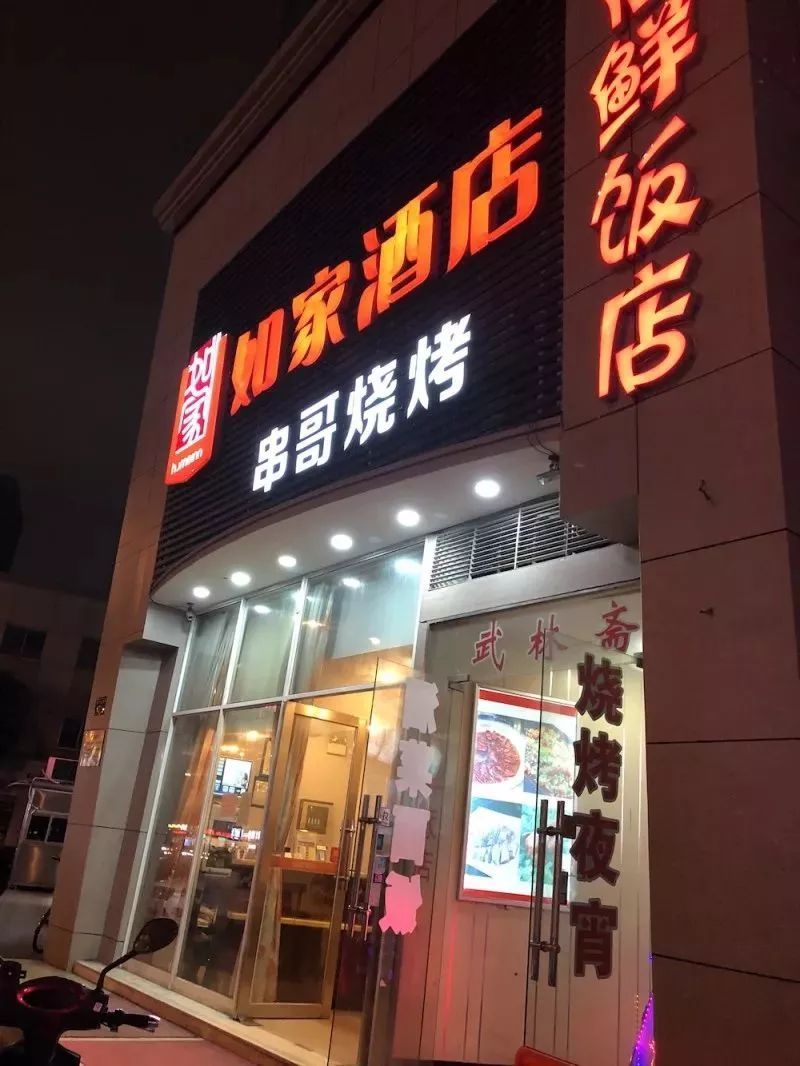 如家酒店
串哥烧烤
如家
homeinn
鲜饭店
武林斋
烧烤夜宵